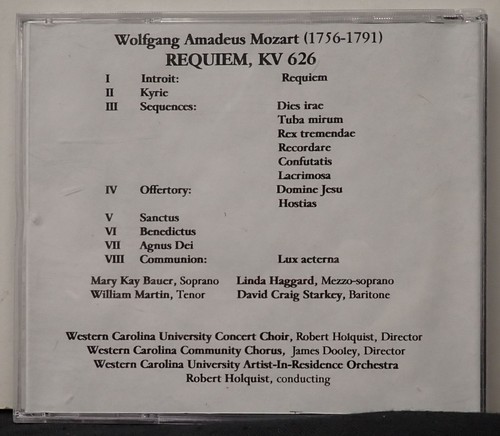 Wolfgang Amadeus Mozart (1756-1791)
REQUIEM, KV 626
I Introit: Requiem
II Kyrie
III Sequences: Dies irae
Tuba mirum
Rex tremendae
Recordare
Confutatis
Lacrimosa
IV Offertory: Domine Jesu
Hostias
V Sanctus
VI Benedictus
VII Agnus Dei
VIII Communion: Lux aeterna
Mary Kay Bauer, Soprano Linda Haggard, Mezzo-soprano
William Martin, Tenor David Craig Starkey, Baritone
Western Carolina University Concert Choir, Robert Holquist, Director
Western Carolina Community Chorus, James Dooley, Director
Western Carolina University Artist-In-Residence Orchestra
Robert Holquist, conducting